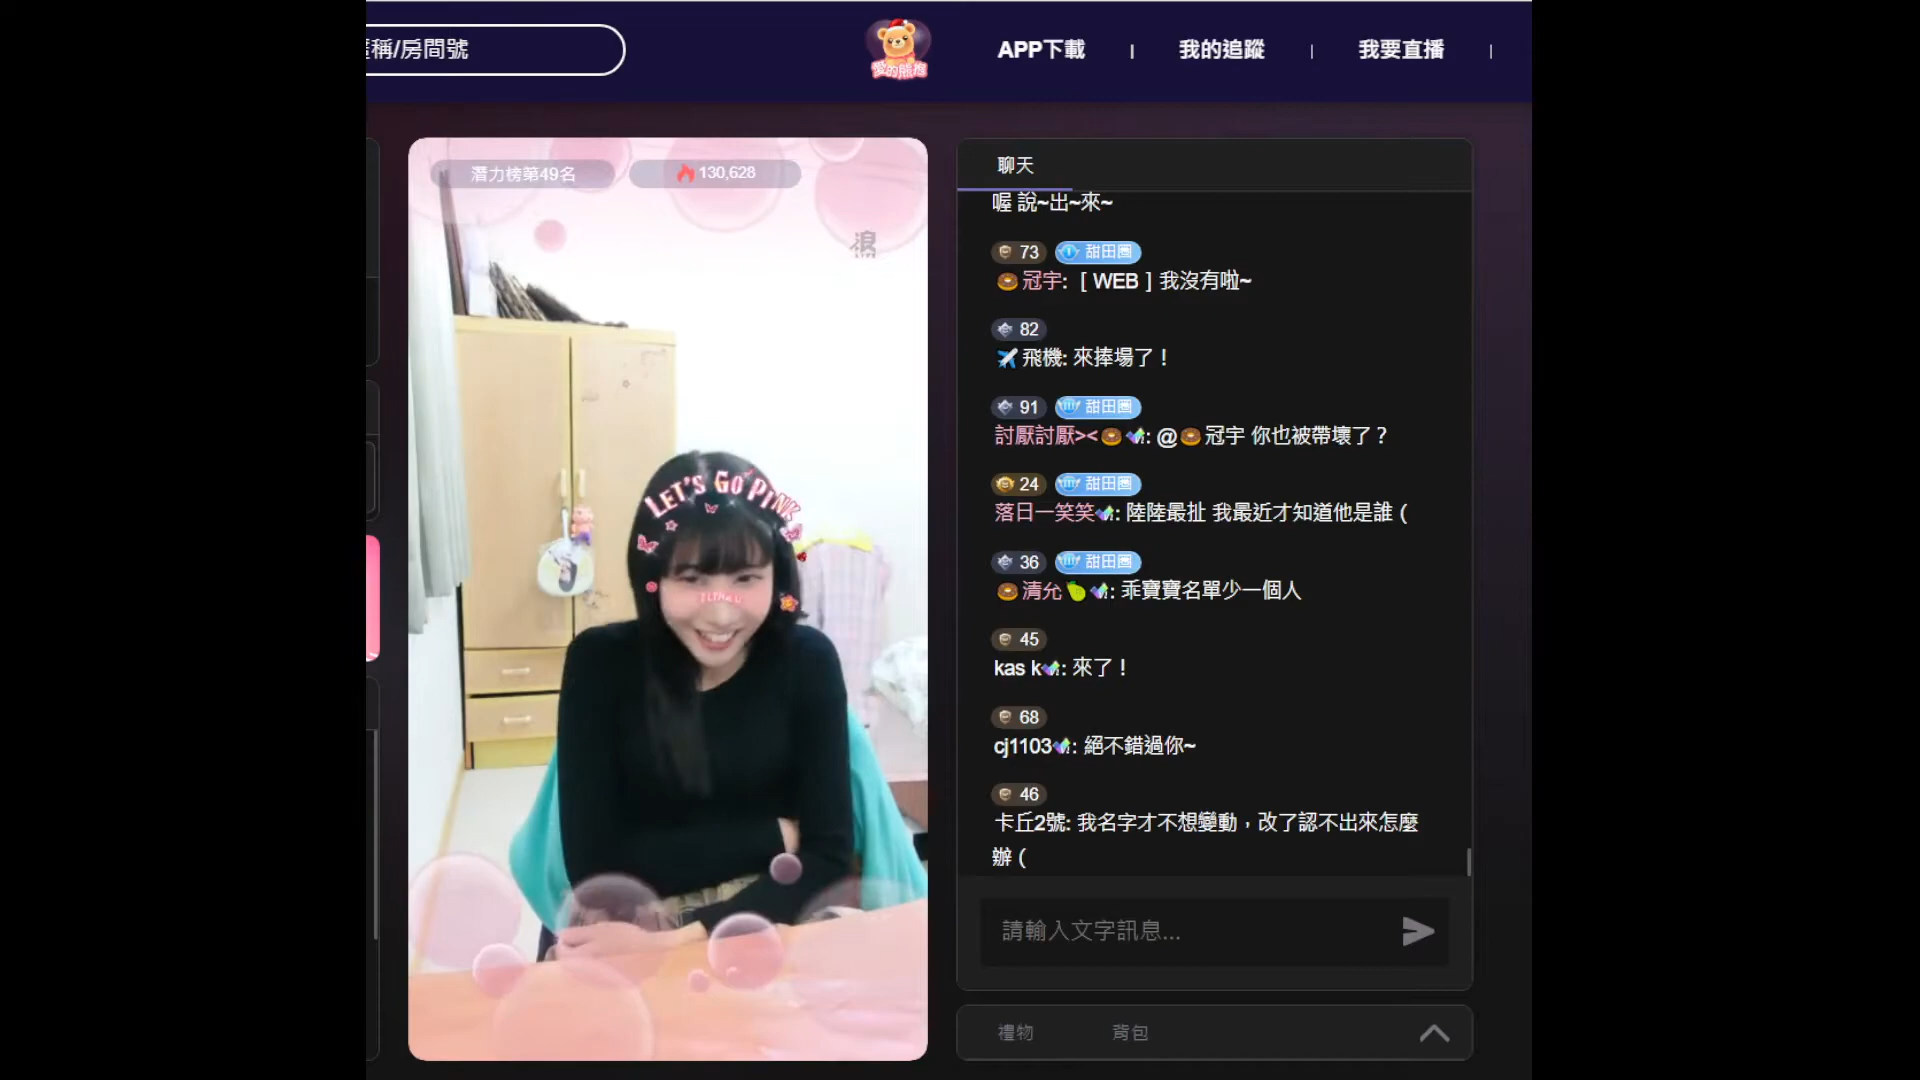 稱/房間號
愛的熊抱
APP下載
我的追蹤
我要直播
潛力榜第49名
130,628
浪
LET'S GO PINK
聊天
喔 說~出~來~
73 甜田圈
冠宇: [ WEB ] 我沒有啦~
82
飛機: 來捧場了!
91 甜田圈
討厭討厭><: @冠宇 你也被帶壞了?
24 甜田圈
落日一笑笑: 陸陸最扯 我最近才知道他是誰 (
36 甜田圈
清允: 乖寶寶名單少一個人
45
kas k: 來了!
68
cj1103: 絕不錯過你~
46
卡丘2號: 我名字才不想變動,改了認不出來怎麼
辦 (
請輸入文字訊息...
禮物
背包